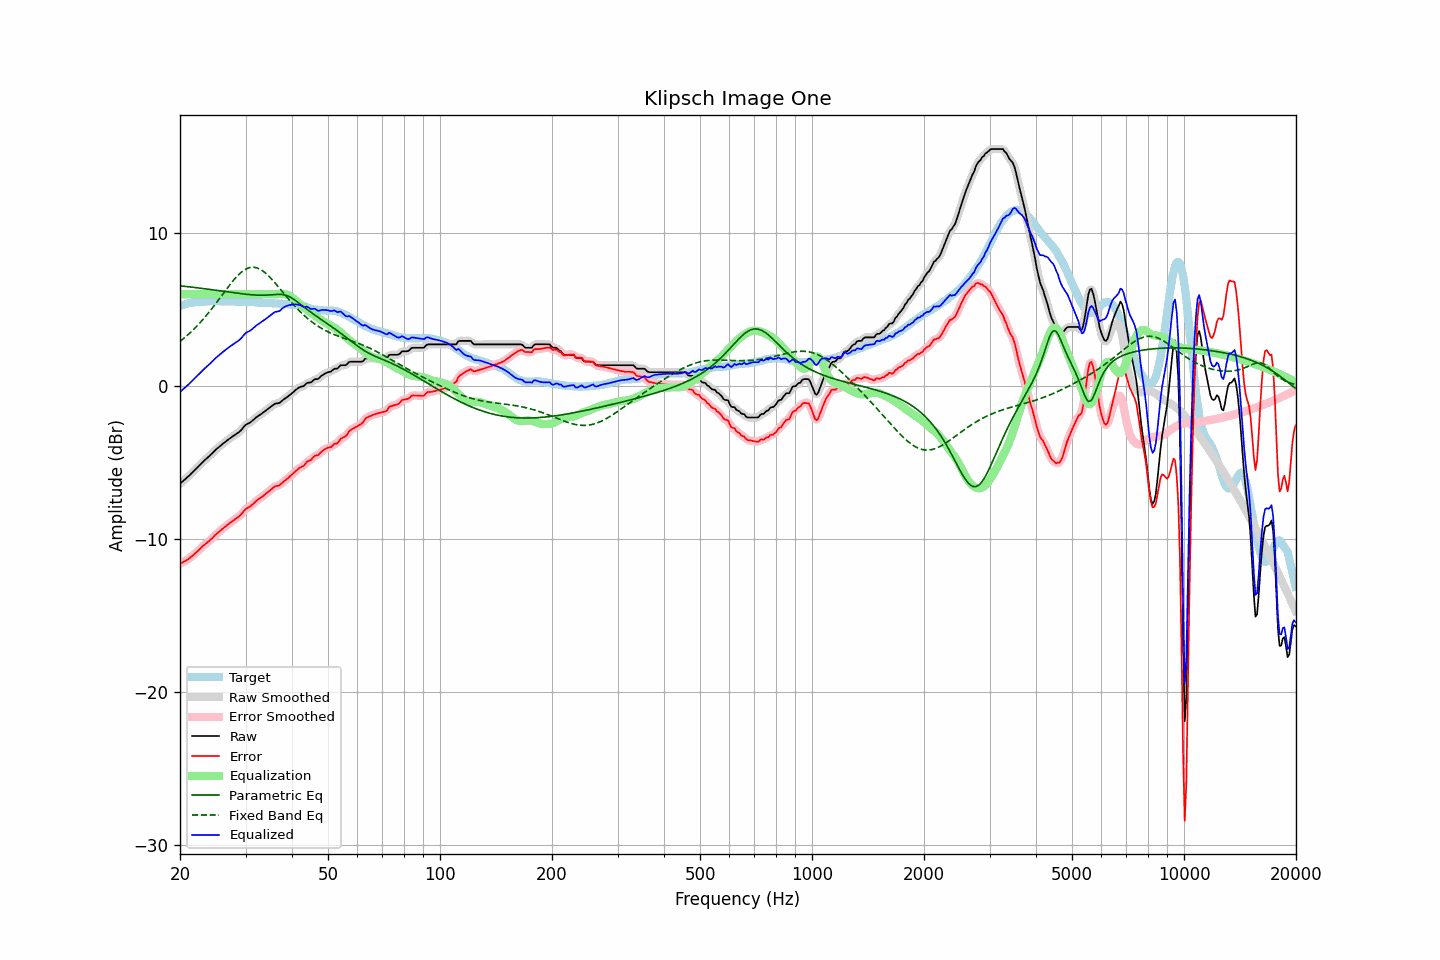 Klipsch Image One
Amplitude (dBr)
10
0
−10
−20
−30
Target
Raw Smoothed
Error Smoothed
Raw
Error
Equalization
Parametric Eq
Fixed Band Eq
Equalized
20 50 100 200 500 1000 2000 5000 10000 20000
Frequency (Hz)